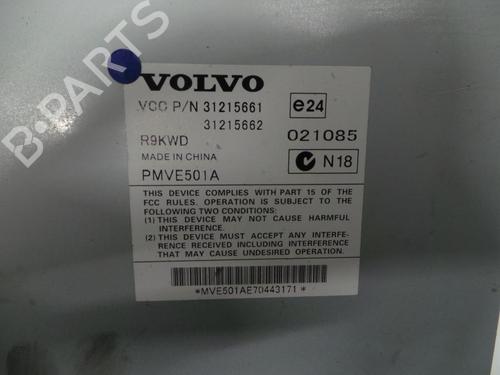 VOLVO
VCC P/N 31215661
31215662
e24
021085
R9KWD
MADE IN CHINA
N18
PMVE501A
THIS DEVICE COMPLIES WITH PART 15 OF THE
FCC RULES. OPERATION IS SUBJECT TO THE
FOLLOWING TWO CONDITIONS:
(1) THIS DEVICE MAY NOT CAUSE HARMFUL
INTERFERENCE.
(2) THIS DEVICE MUST ACCEPT ANY INTERFE-
RENCE RECEIVED INCLUDING INTERFERENCE
THAT MAY CAUSE UNDESIRED OPERATION.
*MVE501AE70443171*
B-PARTS